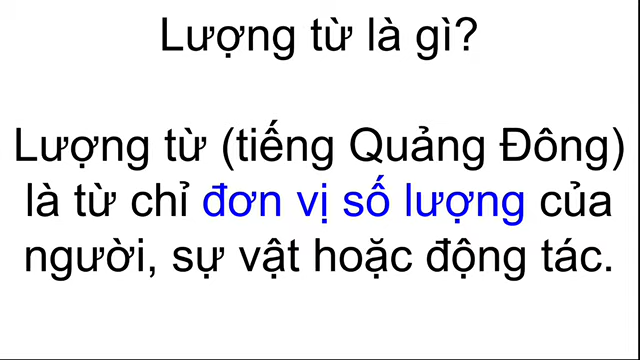 Lượng từ là gì?
Lượng từ (tiếng Quảng Đông)
là từ chỉ đơn vị số lượng của
người, sự vật hoặc động tác.